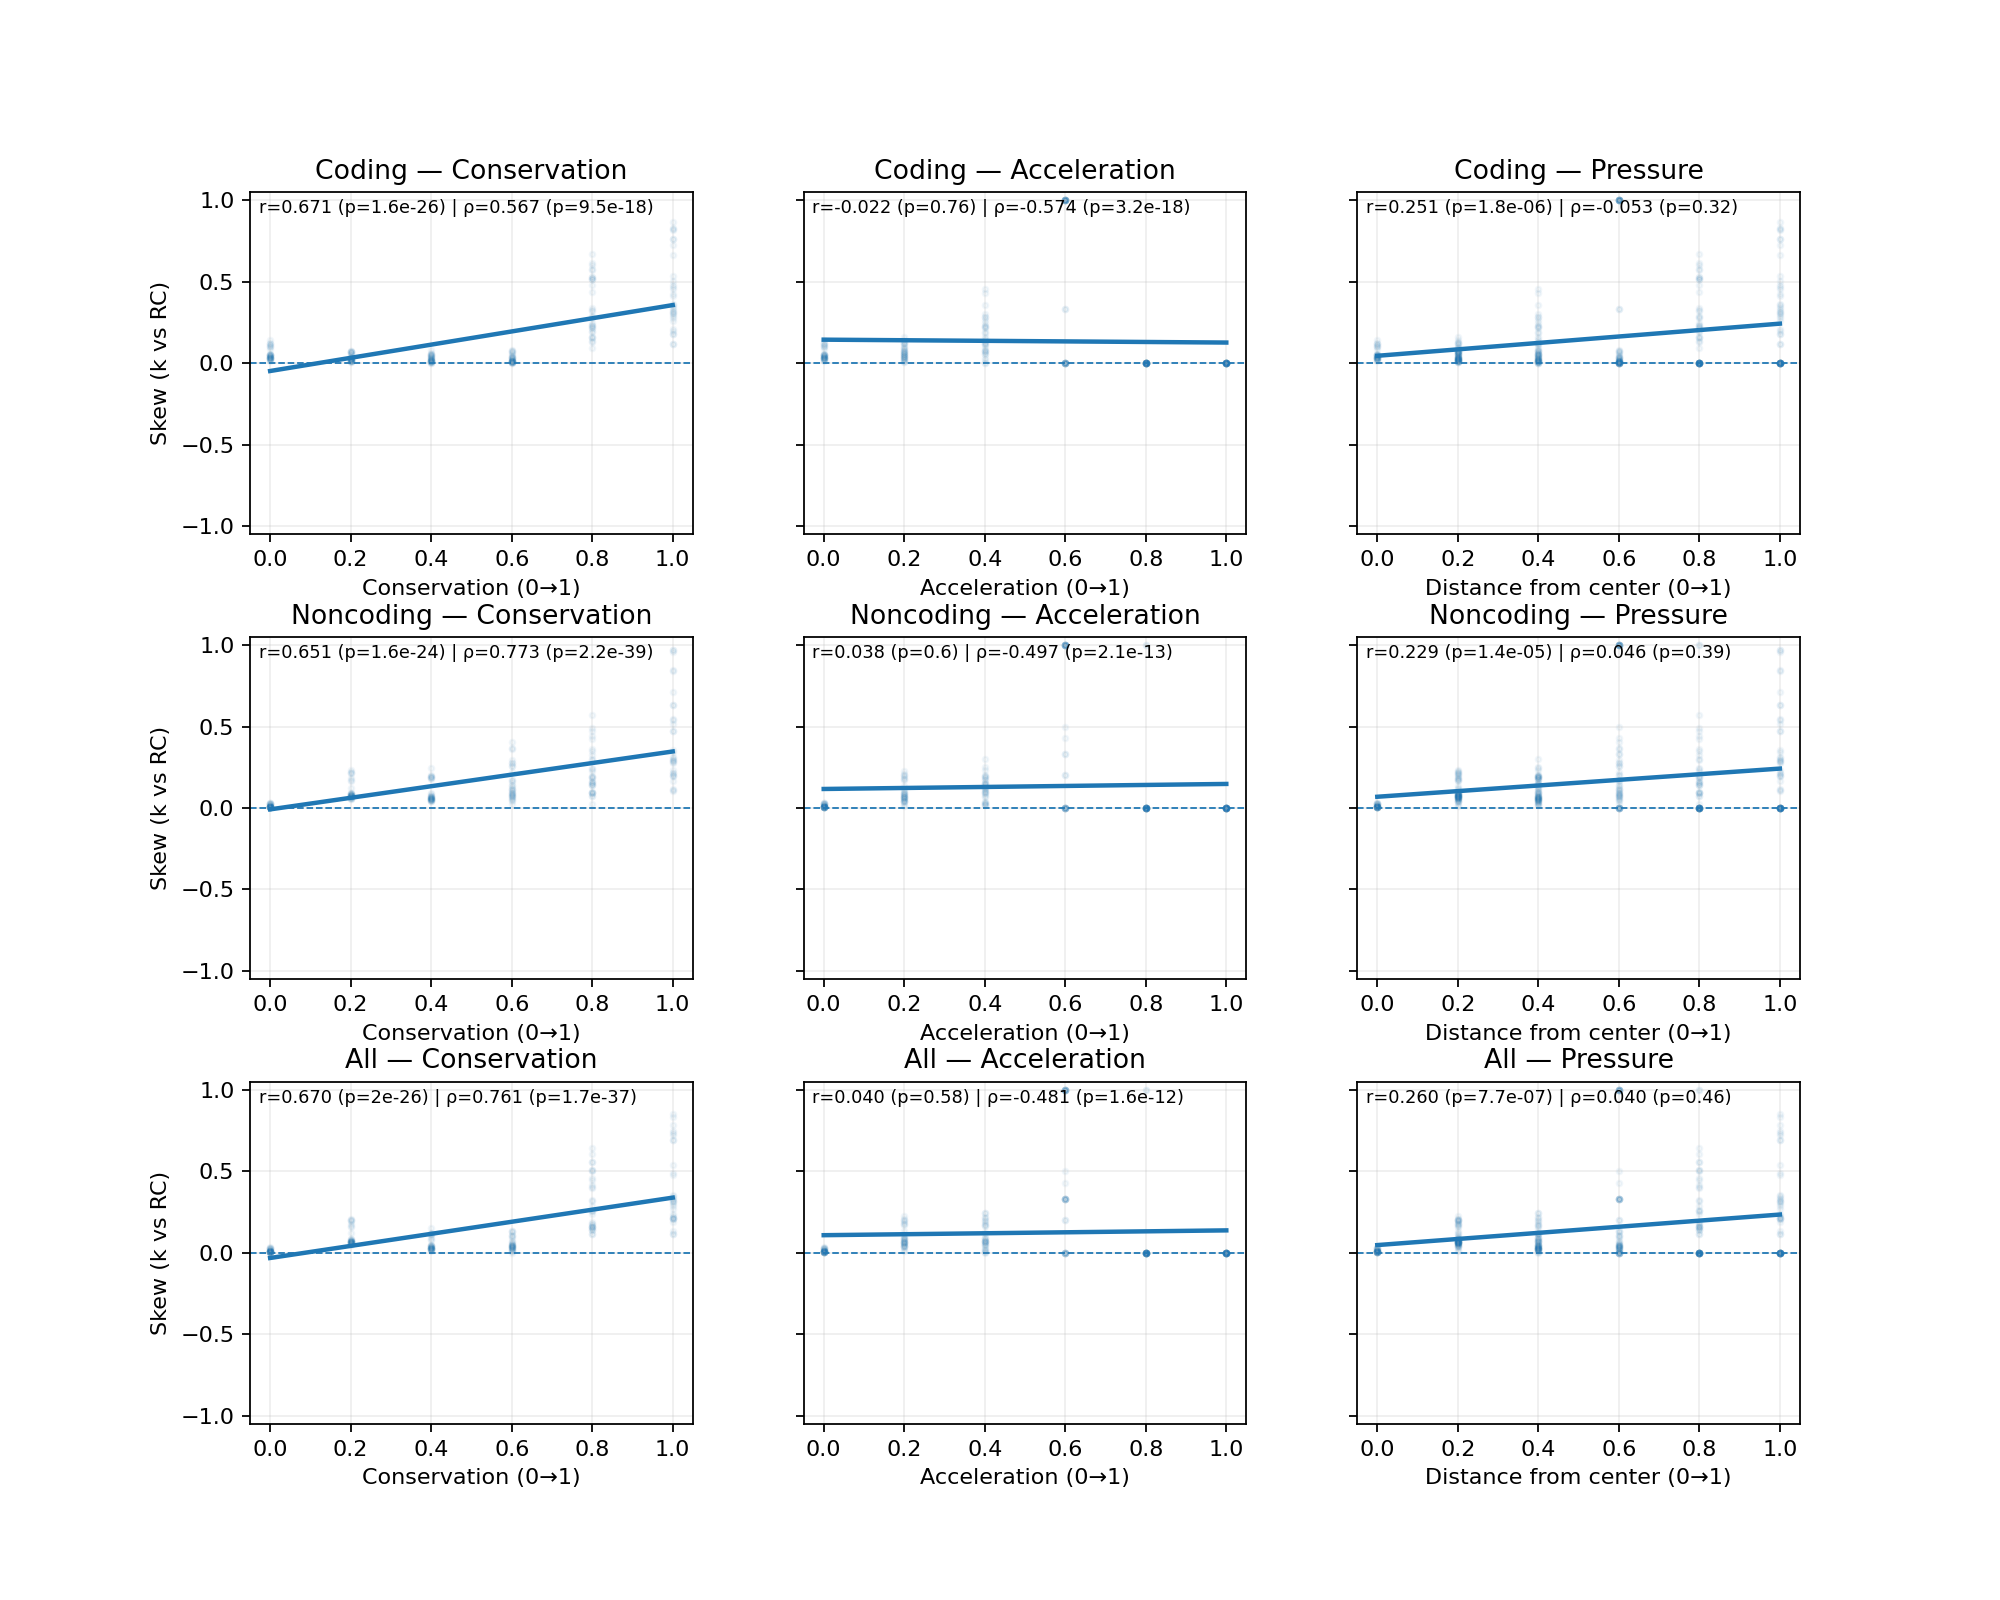 Coding — Conservation
r=0.671 (p=1.6e-26) | ρ=0.567 (p=9.5e-18)
Skew (k vs RC)
1.0
0.5
0.0
−0.5
−1.0
0.0 0.2 0.4 0.6 0.8 1.0
Conservation (0→1)
Coding — Acceleration
r=-0.022 (p=0.76) | ρ=-0.574 (p=3.2e-18)
0.0 0.2 0.4 0.6 0.8 1.0
Acceleration (0→1)
Coding — Pressure
r=0.251 (p=1.8e-06) | ρ=-0.053 (p=0.32)
0.0 0.2 0.4 0.6 0.8 1.0
Distance from center (0→1)
Noncoding — Conservation
r=0.651 (p=1.6e-24) | ρ=0.773 (p=2.2e-39)
Skew (k vs RC)
1.0
0.5
0.0
−0.5
−1.0
0.0 0.2 0.4 0.6 0.8 1.0
Conservation (0→1)
Noncoding — Acceleration
r=0.038 (p=0.6) | ρ=-0.497 (p=2.1e-13)
0.0 0.2 0.4 0.6 0.8 1.0
Acceleration (0→1)
Noncoding — Pressure
r=0.229 (p=1.4e-05) | ρ=0.046 (p=0.39)
0.0 0.2 0.4 0.6 0.8 1.0
Distance from center (0→1)
All — Conservation
r=0.670 (p=2e-26) | ρ=0.761 (p=1.7e-37)
Skew (k vs RC)
1.0
0.5
0.0
−0.5
−1.0
0.0 0.2 0.4 0.6 0.8 1.0
Conservation (0→1)
All — Acceleration
r=0.040 (p=0.58) | ρ=-0.481 (p=1.6e-12)
0.0 0.2 0.4 0.6 0.8 1.0
Acceleration (0→1)
All — Pressure
r=0.260 (p=7.7e-07) | ρ=0.040 (p=0.46)
0.0 0.2 0.4 0.6 0.8 1.0
Distance from center (0→1)